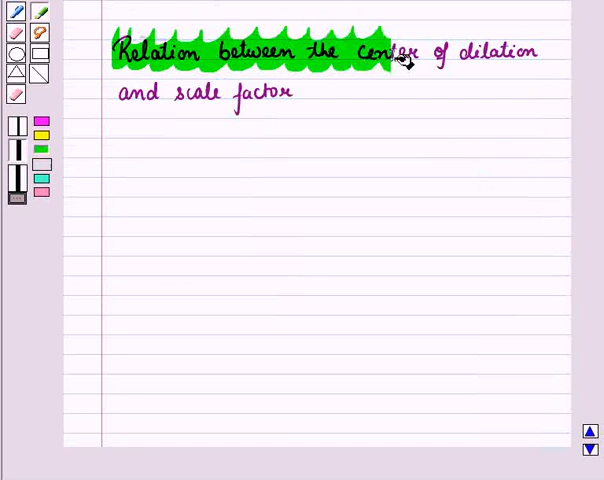 Relation between the center of dilation
and scale factor